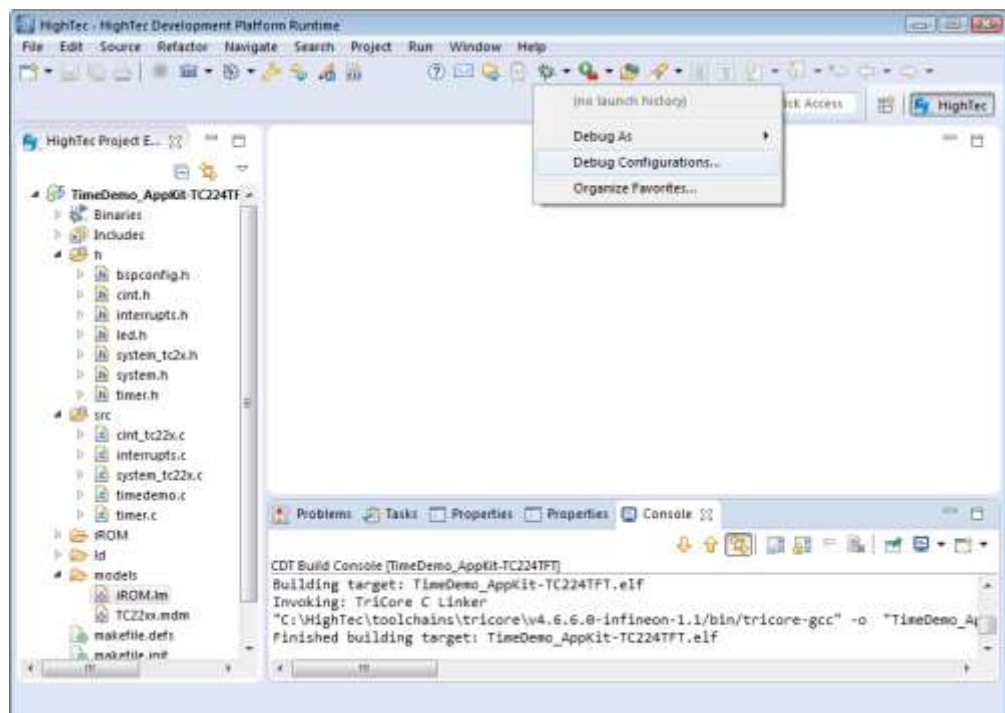 HighTec - HighTec Development Platform Runtime
File Edit Source Refactor Navigate Search Project Run Window Help
(no launch history)
Debug As
Debug Configurations...
Organize Favorites...
ick Access
HighTec
HighTec Project E...
TimeDemo_AppKit-TC224TF
Binaries
Includes
h
bspconfig.h
cint.h
interrupts.h
led.h
system_tc2x.h
system.h
timer.h
src
cint_tc22x.c
interrupts.c
system_tc22x.c
timedemo.c
timer.c
iROM
ld
models
iROM.lm
TC22xx.mdm
makefile.defs
makefile.init
Problems Tasks Properties Properties Console
CDT Build Console [TimeDemo_AppKit-TC224TFT]
Building target: TimeDemo_AppKit-TC224TFT.elf
Invoking: TriCore C Linker
"C:\HighTec\toolchains\tricore\v4.6.6.0-infineon-1.1/bin/tricore-gcc" -o "TimeDemo_A
Finished building target: TimeDemo_AppKit-TC224TFT.elf